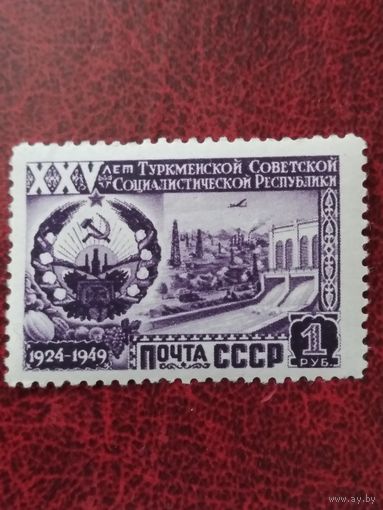 XXV ЛЕТ ТУРКМЕНСКОЙ СОВЕТСКОЙ
СОЦИАЛИСТИЧЕСКОЙ РЕСПУБЛИКИ
1924-1949
ПОЧТА СССР
1
РУБ.
www.ay.by